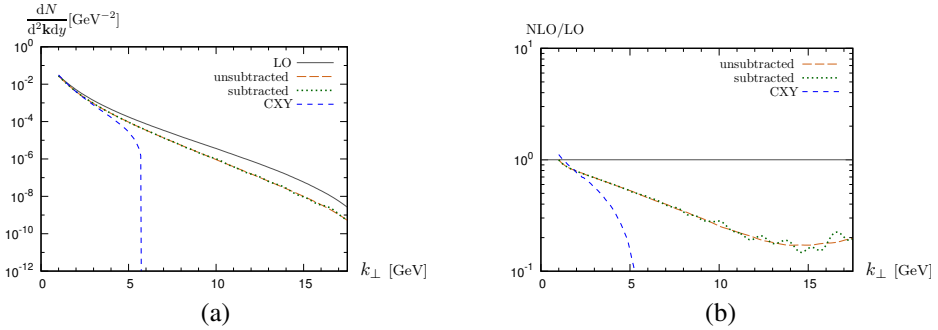 dN/d²kdy [GeV⁻²]
10⁰
10⁻²
10⁻⁴
10⁻⁶
10⁻⁸
10⁻¹⁰
10⁻¹²
LO
unsubtracted
subtracted
CXY
0 5 10 15
k⊥ [GeV]
(a)
NLO/LO
10¹
10⁰
10⁻¹
unsubtracted
subtracted
CXY
0 5 10 15
k⊥ [GeV]
(b)